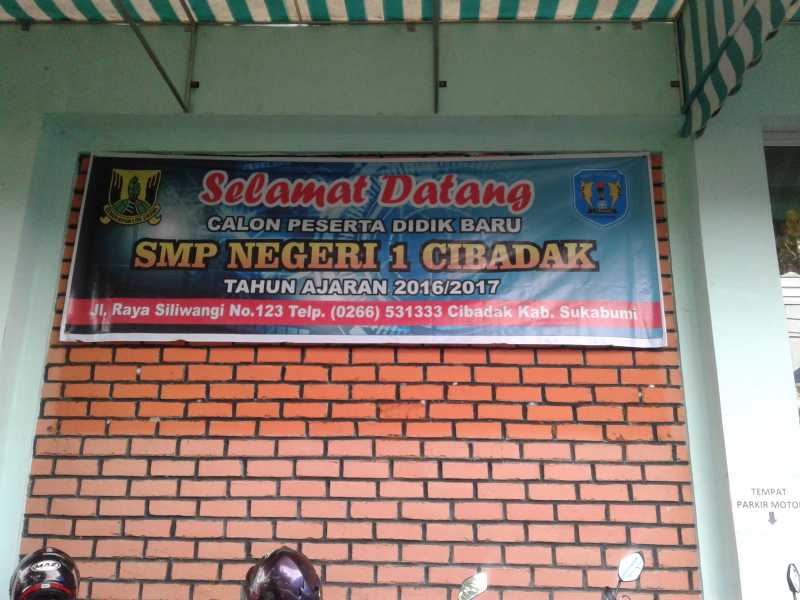 Selamat Datang
CALON PESERTA DIDIK BARU
SMP NEGERI 1 CIBADAK
TAHUN AJARAN 2016/2017
Jl. Raya Siliwangi No.123 Telp. (0266) 531333 Cibadak Kab. Sukabumi
TEMPAT
PARKIR MOTOR